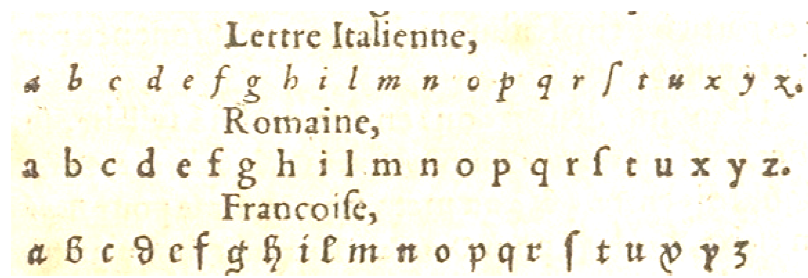 Lettre Italienne,
a b c d e f g h i l m n o p q r ſ t u x y z.
Romaine,
a b c d e f g h i l m n o p q r ſ t u x y z.
Francoiſe,
a b c d e f g h i l m n o p q r ſ t u x y z